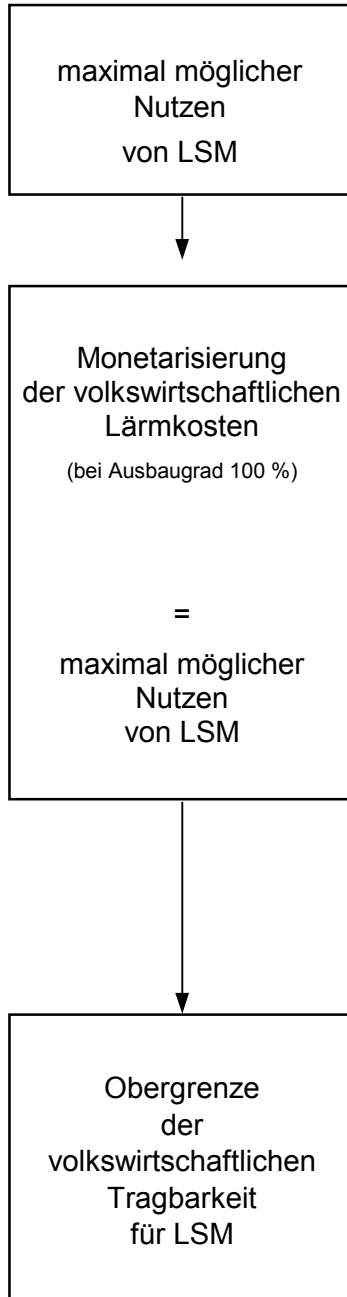 maximal möglicher
Nutzen
von LSM
Monetarisierung
der volkswirtschaftlichen
Lärmkosten
(bei Ausbaugrad 100 %)
=
maximal möglicher
Nutzen
von LSM
Obergrenze
der
volkswirtschaftlichen
Tragbarkeit
für LSM